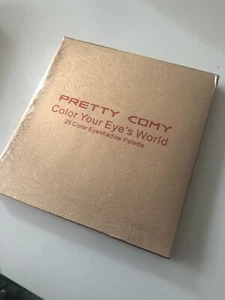 PRETTY COMY
Color Your Eye's World
25 Color Eyeshadow Palette